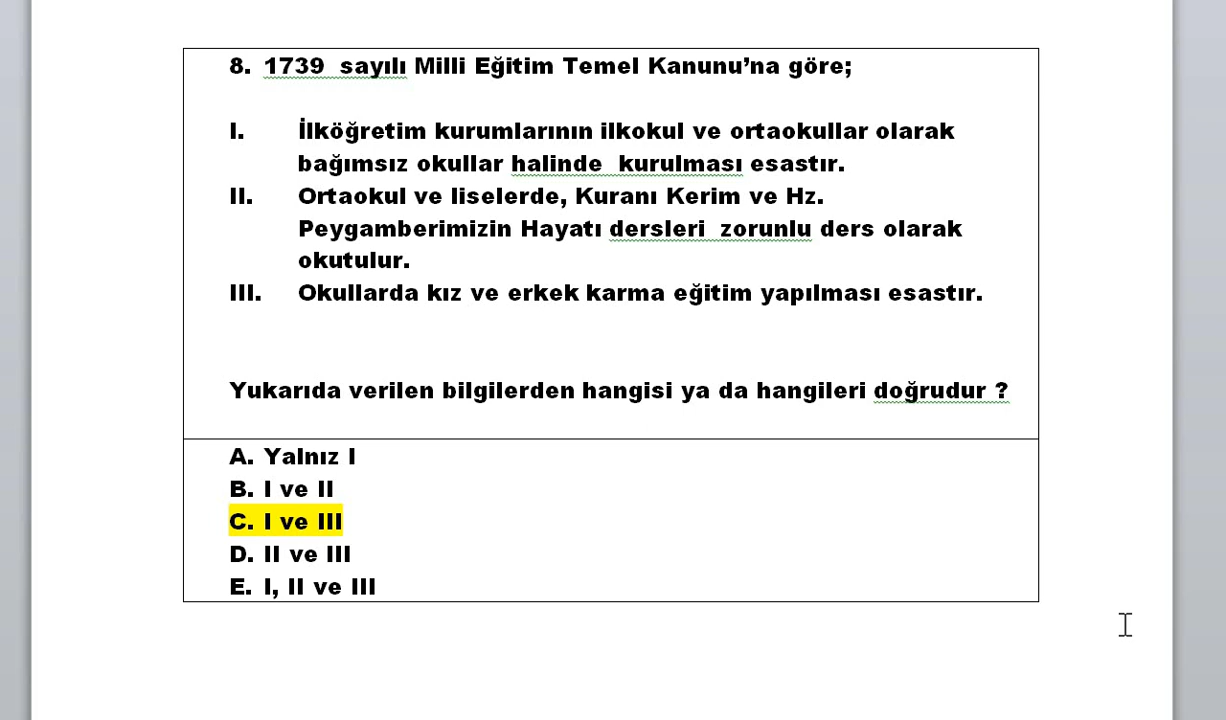 8. 1739 sayılı Milli Eğitim Temel Kanunu’na göre;
I. İlköğretim kurumlarının ilkokul ve ortaokullar olarak
bağımsız okullar halinde kurulması esastır.
II. Ortaokul ve liselerde, Kuranı Kerim ve Hz.
Peygamberimizin Hayatı dersleri zorunlu ders olarak
okutulur.
III. Okullarda kız ve erkek karma eğitim yapılması esastır.
Yukarıda verilen bilgilerden hangisi ya da hangileri doğrudur ?
A. Yalnız I
B. I ve II
C. I ve III
D. II ve III
E. I, II ve III